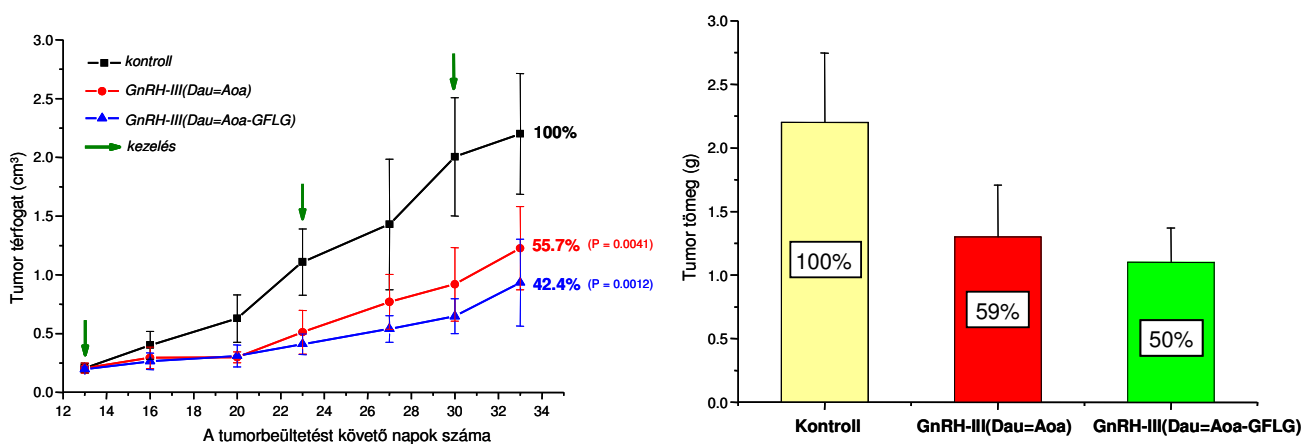 3.0
2.5
2.0
1.5
1.0
0.5
0.0
Tumor térfogat (cm³)
kontroll
GnRH-III(Dau=Aoa)
GnRH-III(Dau=Aoa-GFLG)
kezelés
100%
55.7% (P = 0.0041)
42.4% (P = 0.0012)
12 14 16 18 20 22 24 26 28 30 32 34
A tumorbeültetést követő napok száma
3.0
2.5
2.0
1.5
1.0
0.5
0.0
Tumor tömeg (g)
100%
59%
50%
Kontroll GnRH-III(Dau=Aoa) GnRH-III(Dau=Aoa-GFLG)